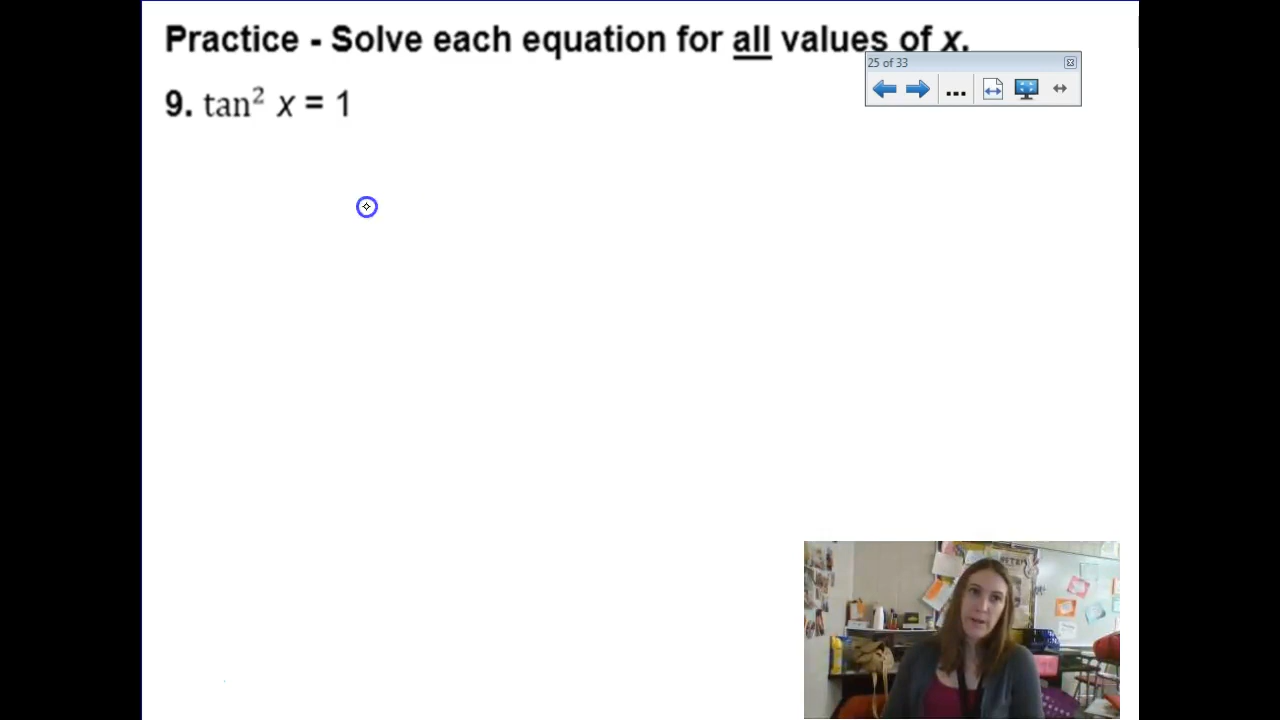 Practice - Solve each equation for all values of x.
25 of 33
9. tan² x = 1